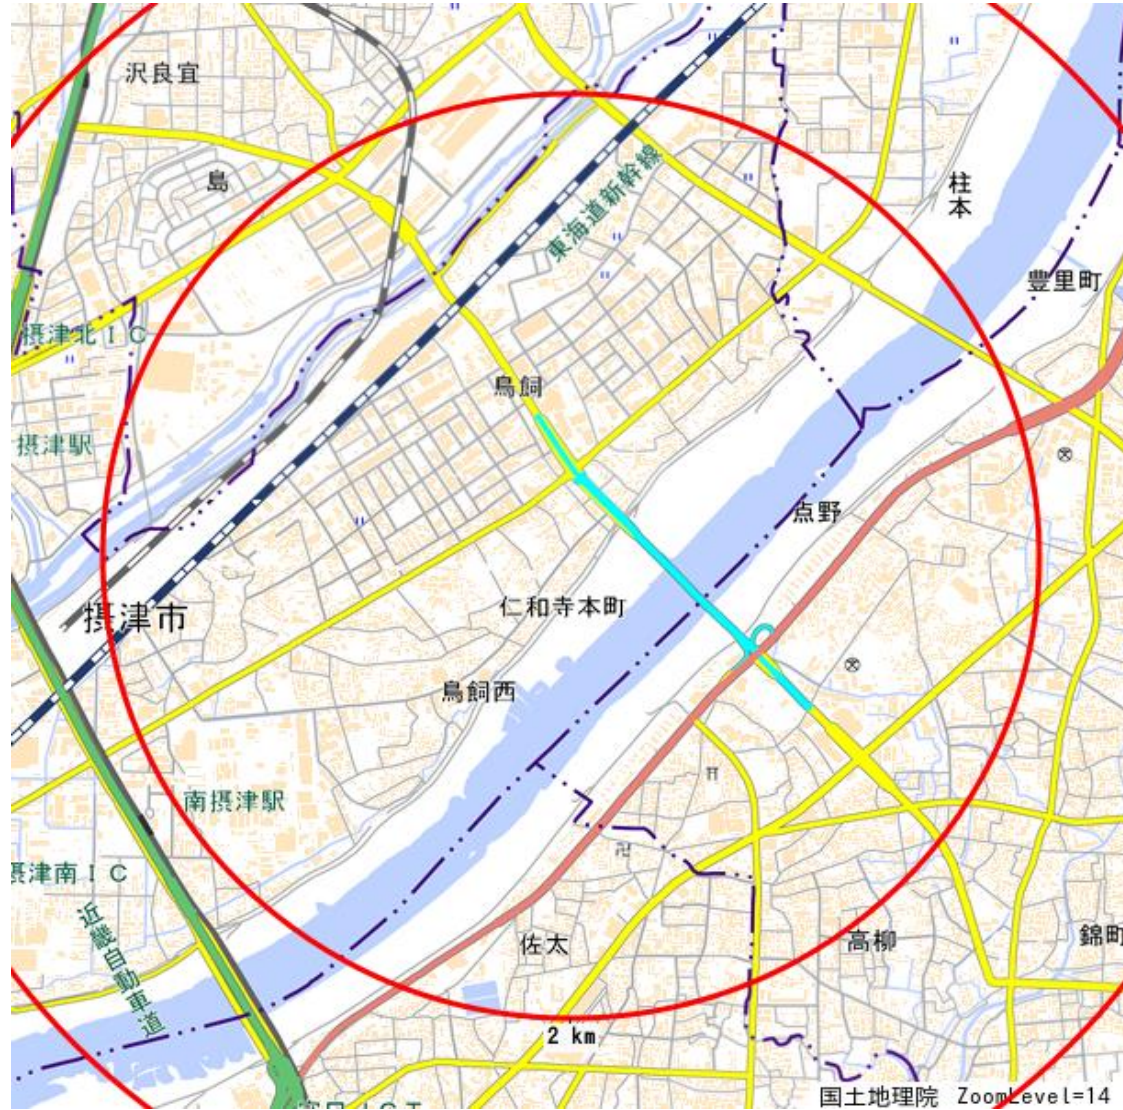 沢良宜
島
東海道新幹線
柱本
豊里町
摂津北IC
鳥飼
摂津駅
点野
仁和寺本町
摂津市
鳥飼西
南摂津駅
摂津南IC
近畿自動車道
佐太
高柳
錦町
2 km
国土地理院 ZoomLevel=14